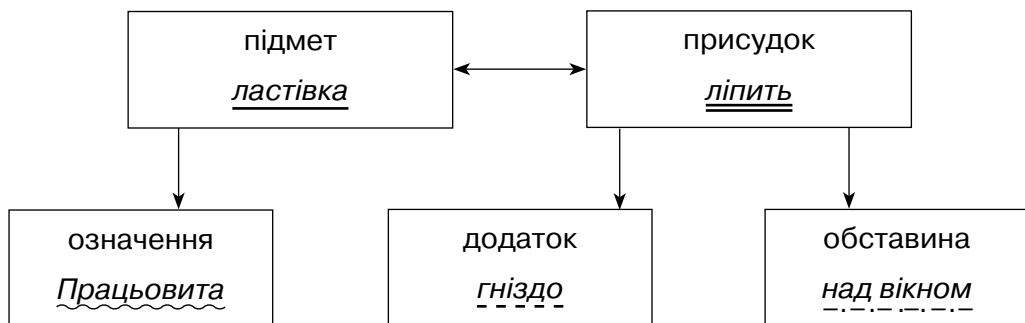 підмет
ластівка
присудок
ліпить
означення
Працьовита
додаток
гніздо
обставина
над вікном